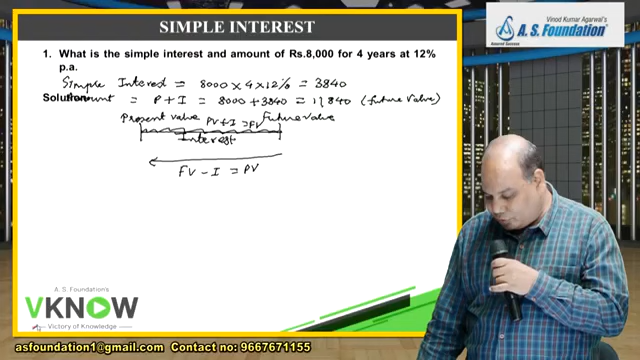 SIMPLE INTEREST
Vinod Kumar Agarwal's
A. S. Foundation®
Assured Success
1. What is the simple interest and amount of Rs.8,000 for 4 years at 12% p.a.
Simple Interest = 8000 × 4 × 12% = 3840
Solution:
Amount = P + I = 8000 + 3840 = 11840 (future value)
Present value PV + I = FV Future value
Interest
FV - I = PV
A. S. Foundation's
VKNOW
Victory of Knowledge
asfoundation1@gmail.com Contact no: 9667671155